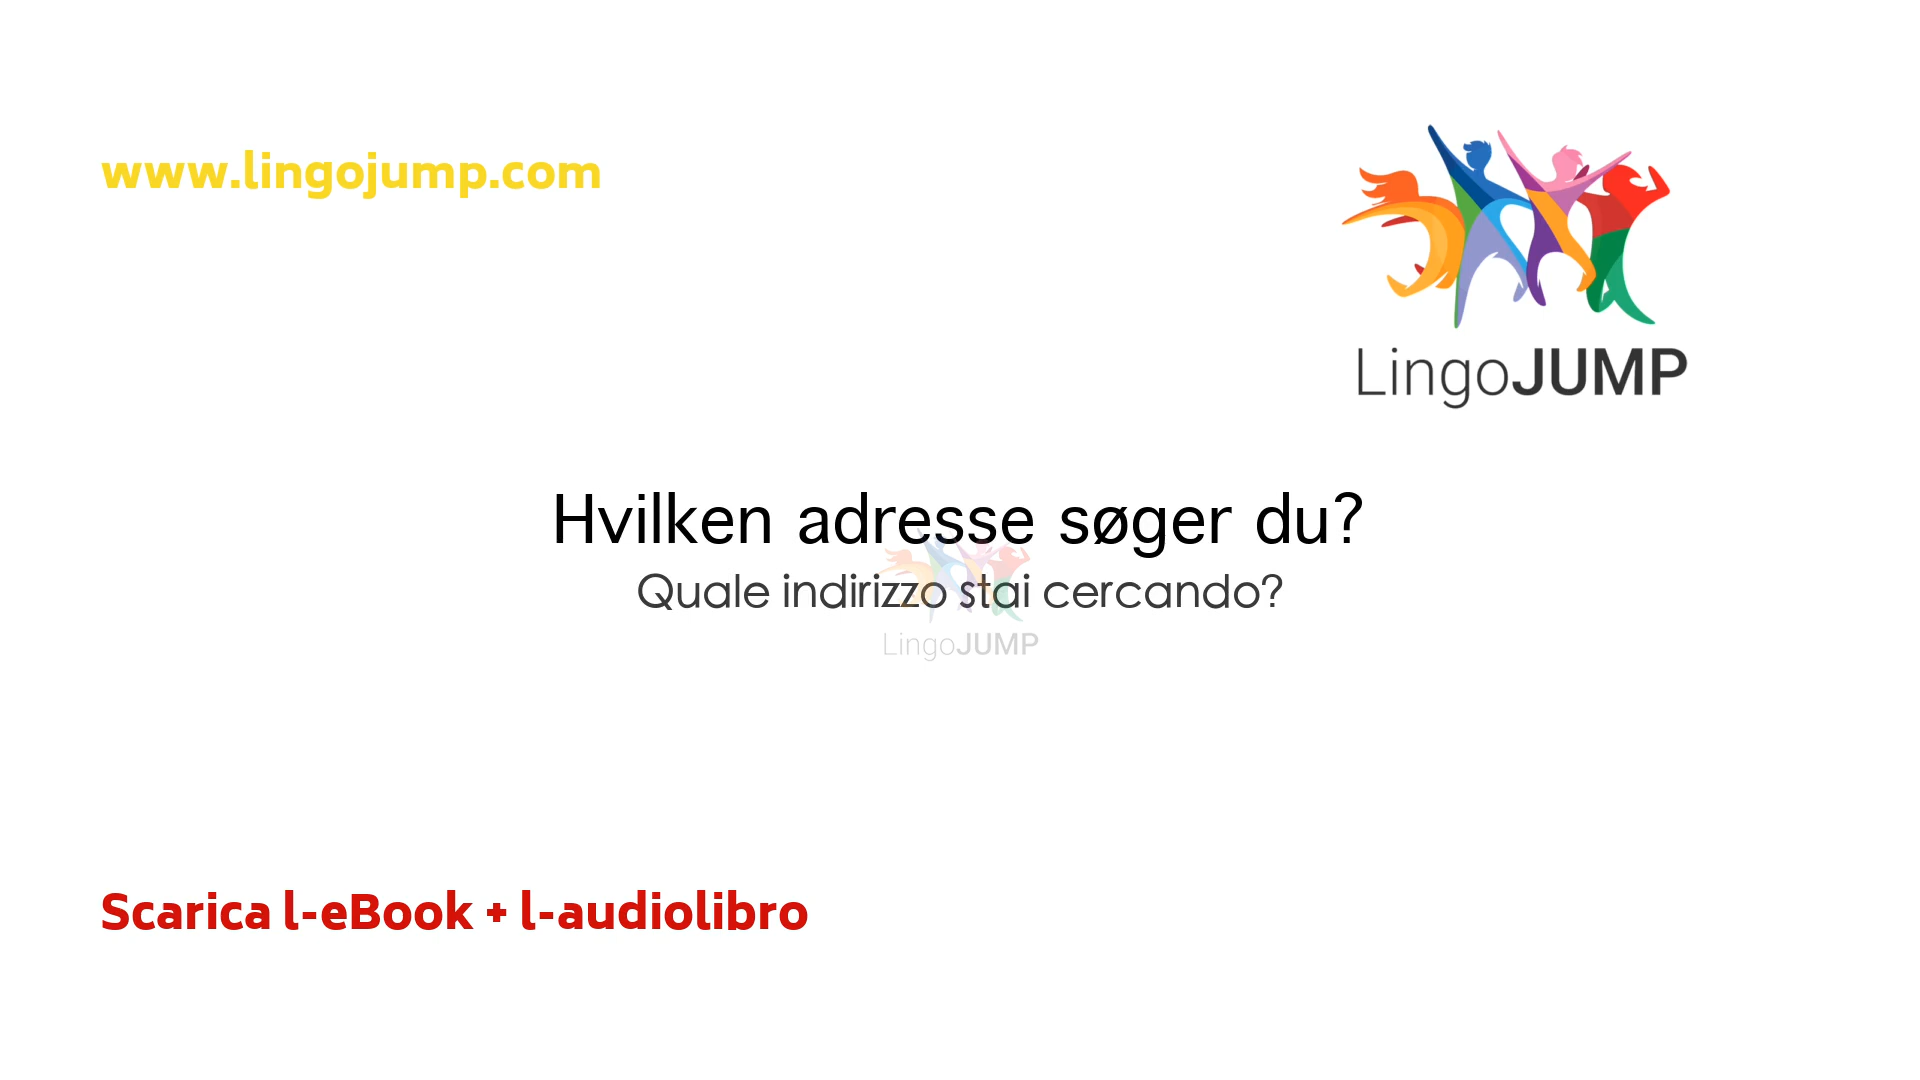 www.lingojump.com
LingoJUMP
Hvilken adresse søger du?
Quale indirizzo stai cercando?
LingoJUMP
Scarica l-eBook + l-audiolibro